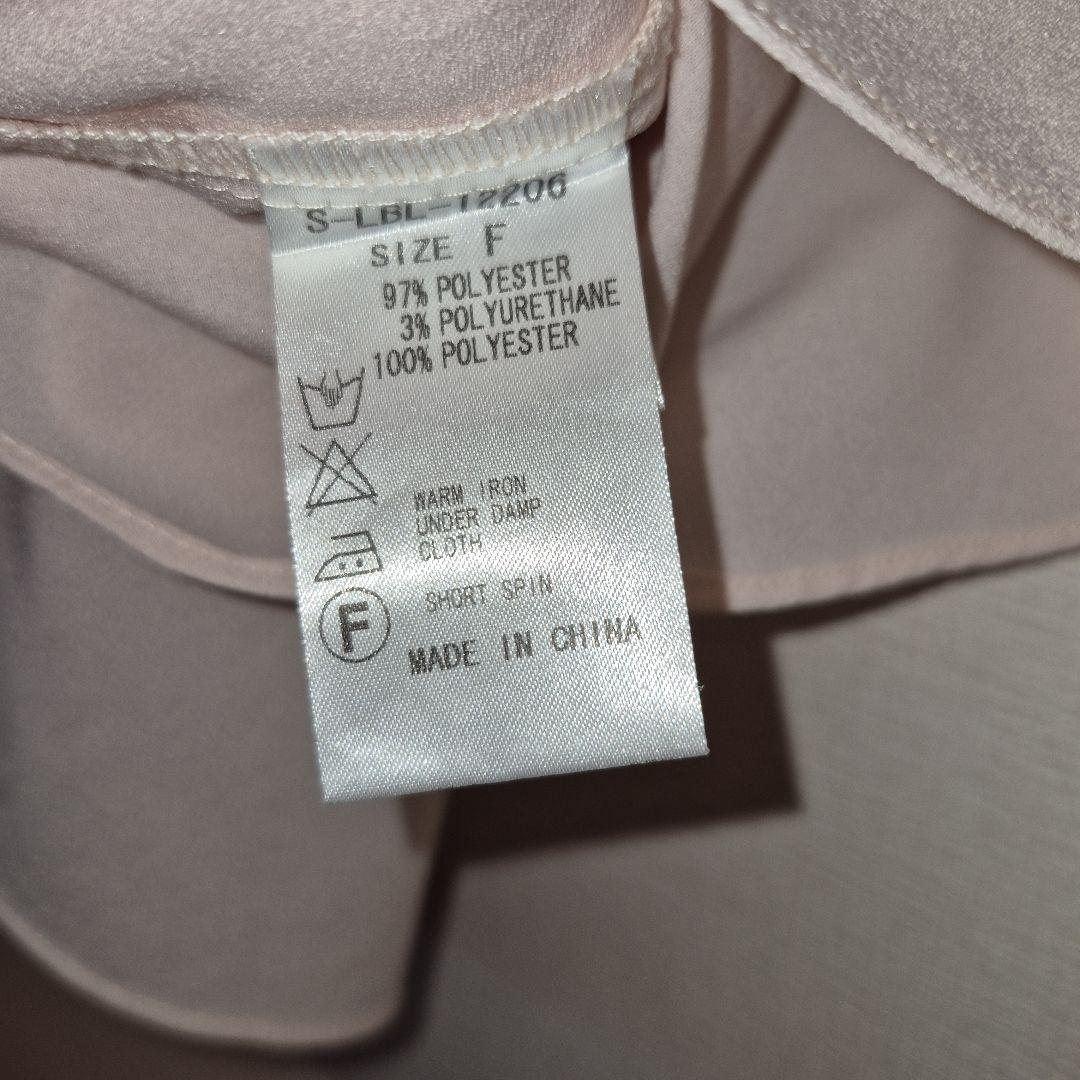 S-LBL-12206
SIZE F
97% POLYESTER
3% POLYURETHANE
100% POLYESTER
WARM IRON
UNDER DAMP
CLOTH
F SHORT SPIN
MADE IN CHINA